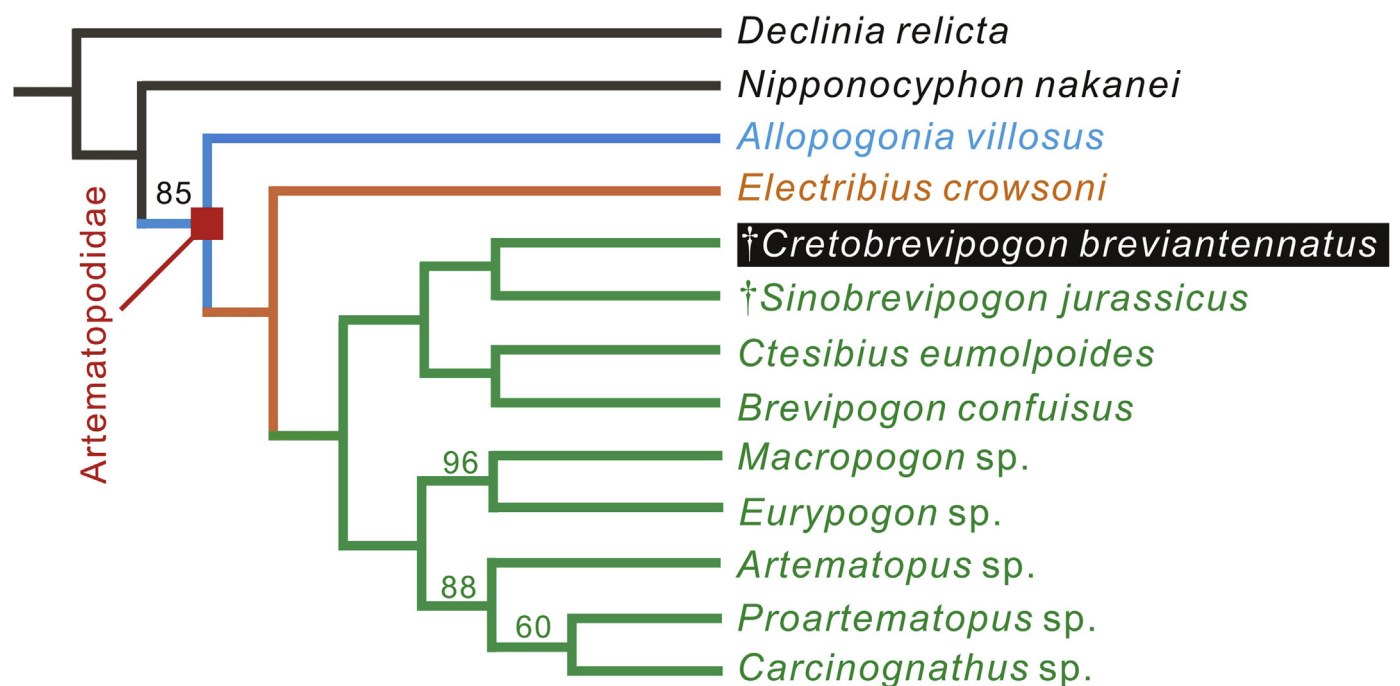 Declinia relicta
Nipponocyphon nakanei
Allopogonia villosus
85
Electribius crowsoni
Artematopodidae
†Cretobrevipogon breviantennatus
†Sinobrevipogon jurassicus
Ctesibius eumolpoides
Brevipogon confuisus
96
Macropogon sp.
Eurypogon sp.
Artematopus sp.
88
Proartematopus sp.
60
Carcinognathus sp.